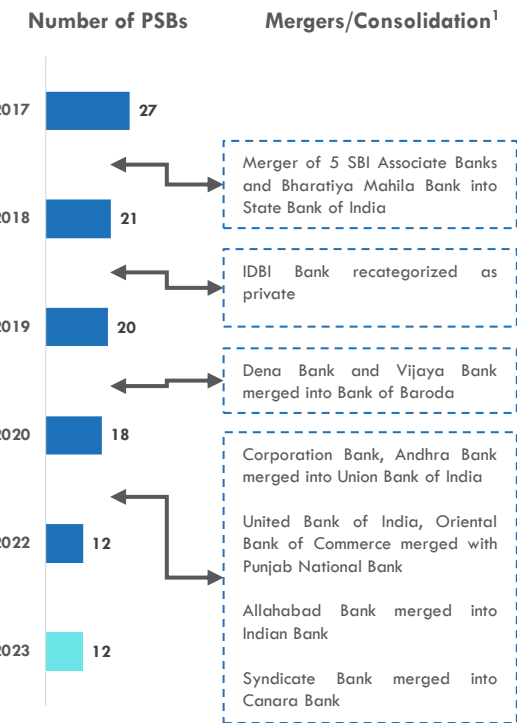 Number of PSBs
Mergers/Consolidation¹
2017
27
Merger of 5 SBI Associate Banks
and Bharatiya Mahila Bank into
State Bank of India
2018
21
IDBI Bank recategorized as
private
2019
20
Dena Bank and Vijaya Bank
merged into Bank of Baroda
2020
18
Corporation Bank, Andhra Bank
merged into Union Bank of India
United Bank of India, Oriental
Bank of Commerce merged with
Punjab National Bank
2022
12
Allahabad Bank merged into
Indian Bank
2023
12
Syndicate Bank merged into
Canara Bank